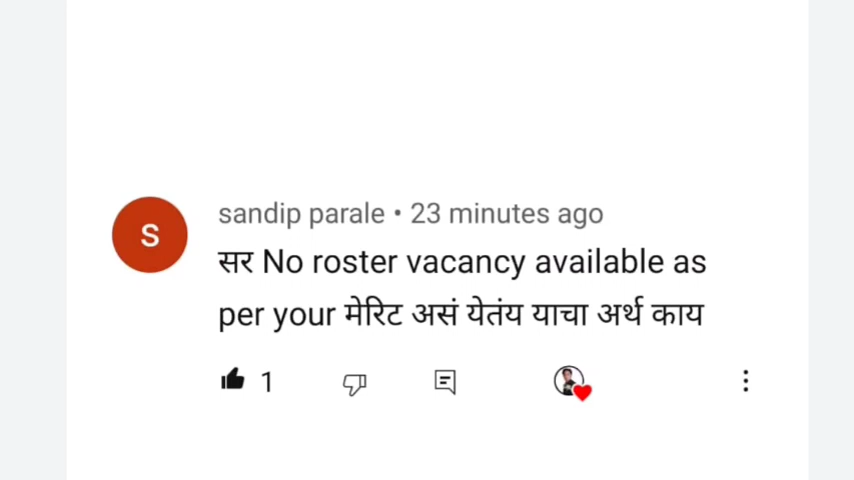 S
sandip parale • 23 minutes ago
सर No roster vacancy available as
per your मेरिट असं येतंय याचा अर्थ काय
1